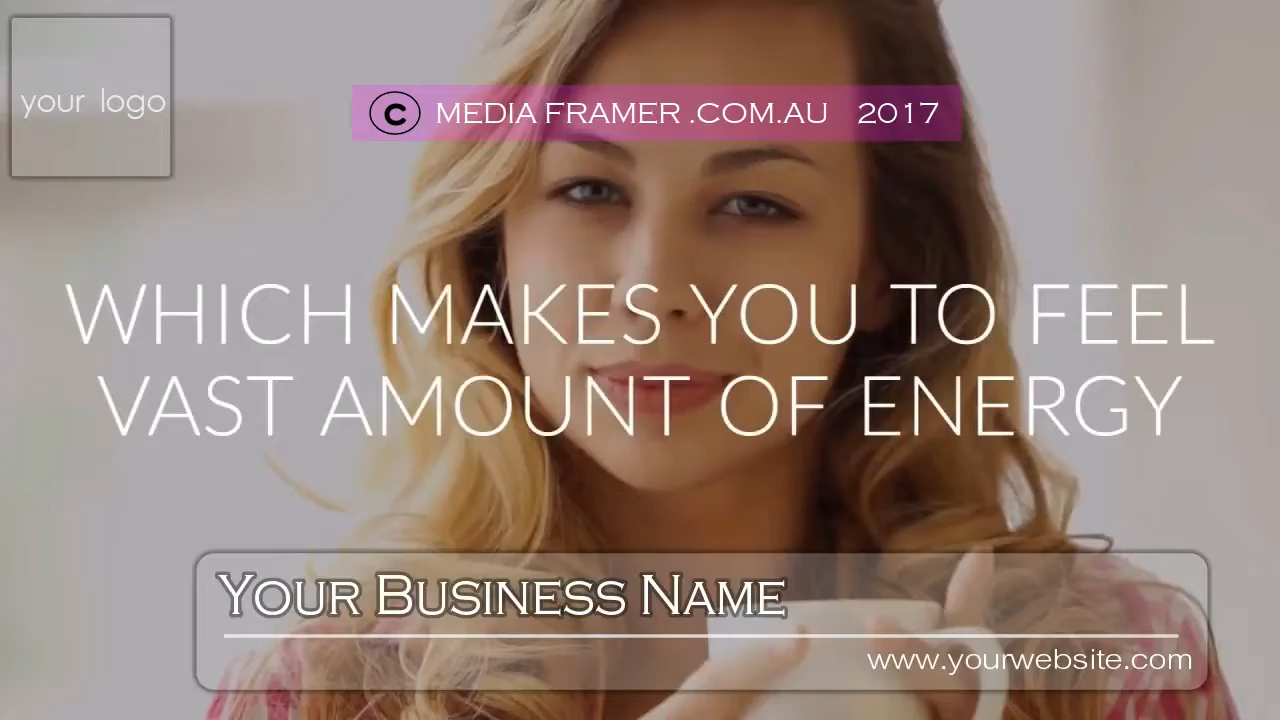 your logo
© MEDIA FRAMER .COM.AU 2017
WHICH MAKES YOU TO FEEL
VAST AMOUNT OF ENERGY
YOUR BUSINESS NAME
www.yourwebsite.com